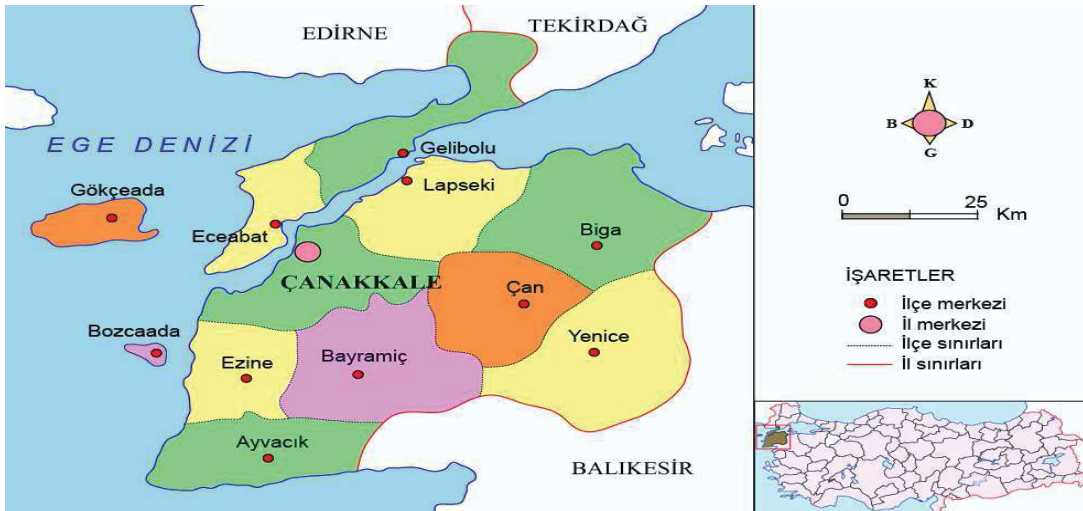 EDİRNE
TEKİRDAĞ
EGE DENİZİ
Gelibolu
Lapseki
Gökçeada
Eceabat
Biga
ÇANAKKALE
Çan
Bozcaada
Ezine
Bayramiç
Yenice
Ayvacık
BALIKESİR
K
B D
G
0 25
Km
İŞARETLER
İlçe merkezi
İl merkezi
İlçe sınırları
İl sınırları